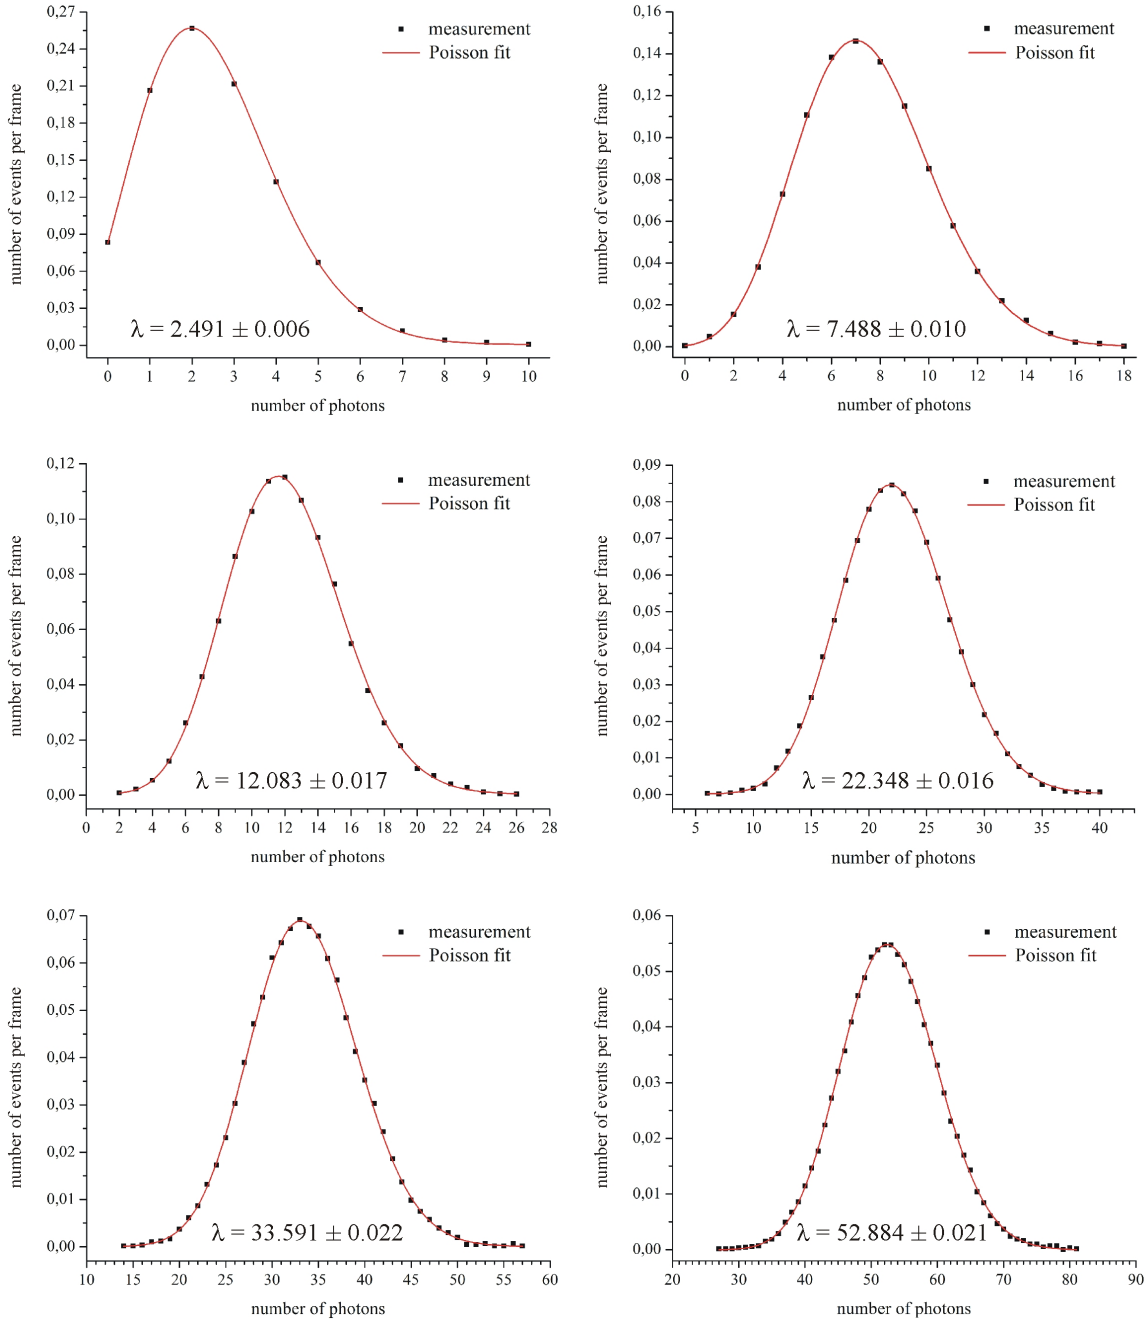 measurement
Poisson fit
0,27
0,24
0,21
0,18
0,15
0,12
0,09
0,06
0,03
0,00
number of events per frame
λ = 2.491 ± 0.006
0 1 2 3 4 5 6 7 8 9 10
number of photons
measurement
Poisson fit
0,16
0,14
0,12
0,10
0,08
0,06
0,04
0,02
0,00
number of events per frame
λ = 7.488 ± 0.010
0 2 4 6 8 10 12 14 16 18
number of photons
measurement
Poisson fit
0,12
0,10
0,08
0,06
0,04
0,02
0,00
number of events per frame
λ = 12.083 ± 0.017
0 2 4 6 8 10 12 14 16 18 20 22 24 26 28
number of photons
measurement
Poisson fit
0,09
0,08
0,07
0,06
0,05
0,04
0,03
0,02
0,01
0,00
number of events per frame
λ = 22.348 ± 0.016
5 10 15 20 25 30 35 40
number of photons
measurement
Poisson fit
0,07
0,06
0,05
0,04
0,03
0,02
0,01
0,00
number of events per frame
λ = 33.591 ± 0.022
10 15 20 25 30 35 40 45 50 55 60
number of photons
measurement
Poisson fit
0,06
0,05
0,04
0,03
0,02
0,01
0,00
number of events per frame
λ = 52.884 ± 0.021
20 30 40 50 60 70 80 90
number of photons